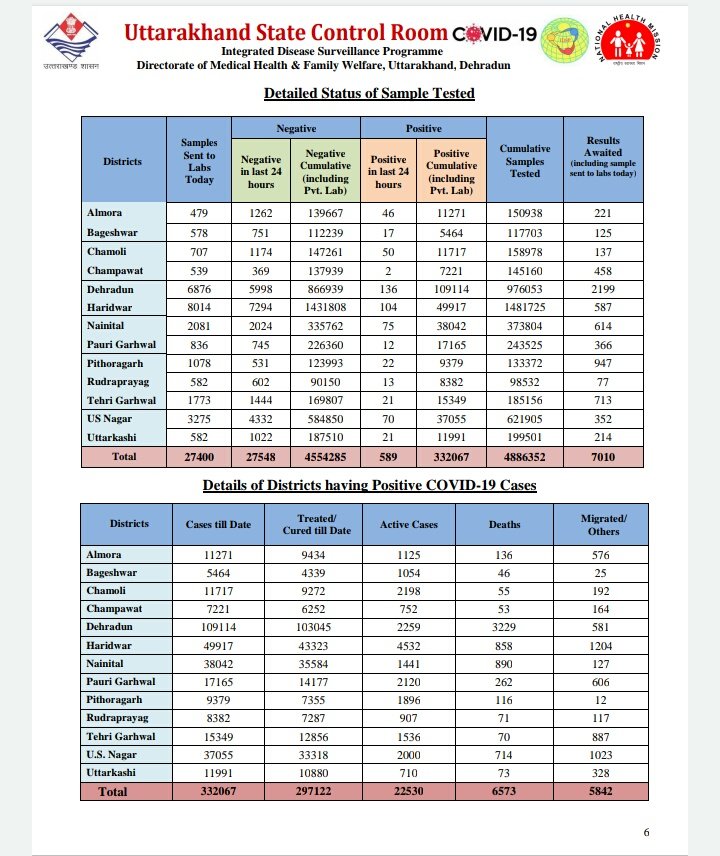 उत्तराखण्ड शासन
Uttarakhand State Control Room COVID-19
Integrated Disease Surveillance Programme
Directorate of Medical Health & Family Welfare, Uttarakhand, Dehradun
NATIONAL HEALTH MISSION
Detailed Status of Sample Tested
Districts Samples Sent to Labs Today Negative Positive Cumulative Samples Tested Results Awaited (including sample sent to labs today)
Negative in last 24 hours Negative Cumulative (including Pvt. Lab) Positive in last 24 hours Positive Cumulative (including Pvt. Lab)
Almora 479 1262 139667 46 11271 150938 221
Bageshwar 578 751 112239 17 5464 117703 125
Chamoli 707 1174 147261 50 11717 158978 137
Champawat 539 369 137939 2 7221 145160 458
Dehradun 6876 5998 866939 136 109114 976053 2199
Haridwar 8014 7294 1431808 104 49917 1481725 587
Nainital 2081 2024 335762 75 38042 373804 614
Pauri Garhwal 836 745 226360 12 17165 243525 366
Pithoragarh 1078 531 123993 22 9379 133372 947
Rudraprayag 582 602 90150 13 8382 98532 77
Tehri Garhwal 1773 1444 169807 21 15349 185156 713
US Nagar 3275 4332 584850 70 37055 621905 352
Uttarkashi 582 1022 187510 21 11991 199501 214
Total 27400 27548 4554285 589 332067 4886352 7010
Details of Districts having Positive COVID-19 Cases
Districts Cases till Date Treated/ Cured till Date Active Cases Deaths Migrated/ Others
Almora 11271 9434 1125 136 576
Bageshwar 5464 4339 1054 46 25
Chamoli 11717 9272 2198 55 192
Champawat 7221 6252 752 53 164
Dehradun 109114 103045 2259 3229 581
Haridwar 49917 43323 4532 858 1204
Nainital 38042 35584 1441 890 127
Pauri Garhwal 17165 14177 2120 262 606
Pithoragarh 9379 7355 1896 116 12
Rudraprayag 8382 7287 907 71 117
Tehri Garhwal 15349 12856 1536 70 887
U.S. Nagar 37055 33318 2000 714 1023
Uttarkashi 11991 10880 710 73 328
Total 332067 297122 22530 6573 5842
6